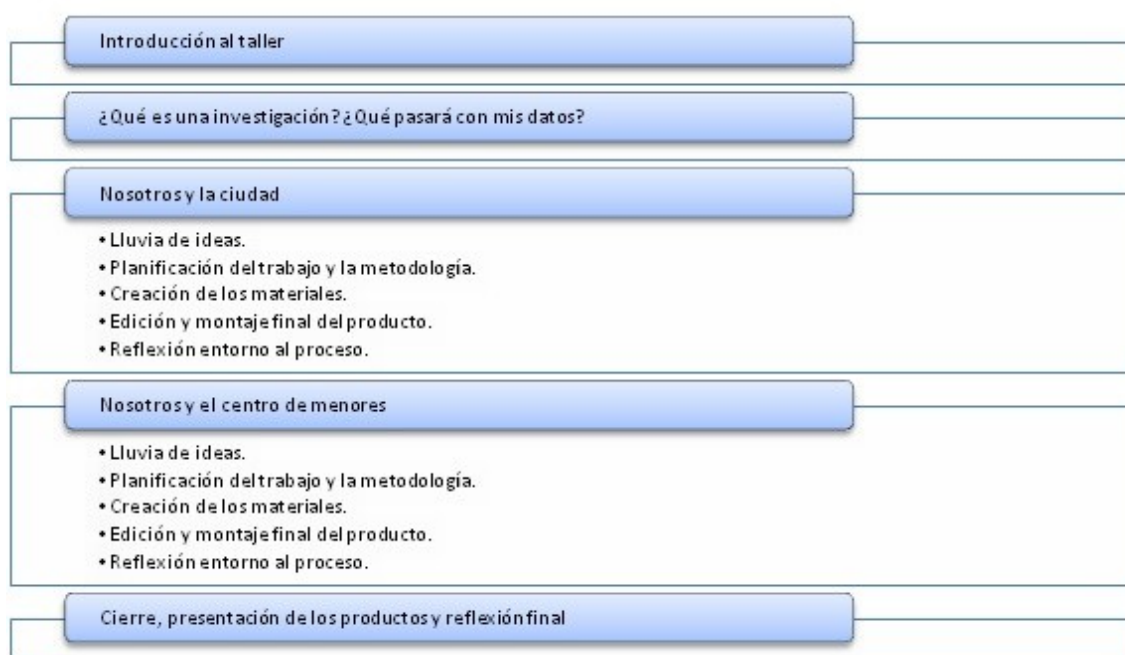 Introducción al taller
¿Qué es una investigación? ¿Qué pasará con mis datos?
Nosotros y la ciudad
• Lluvia de ideas.
• Planificación del trabajo y la metodología.
• Creación de los materiales.
• Edición y montaje final del producto.
• Reflexión entorno al proceso.
Nosotros y el centro de menores
• Lluvia de ideas.
• Planificación del trabajo y la metodología.
• Creación de los materiales.
• Edición y montaje final del producto.
• Reflexión entorno al proceso.
Cierre, presentación de los productos y reflexión final